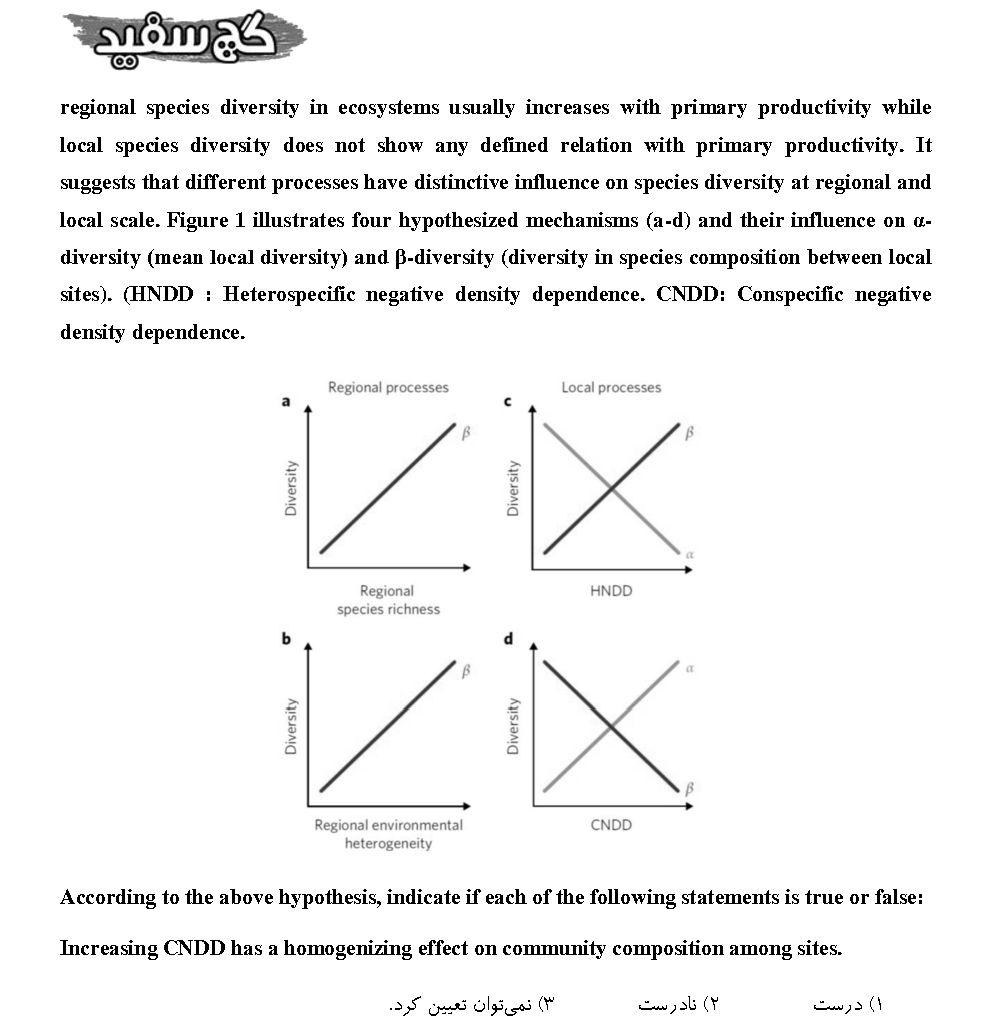 گچ سفید
regional species diversity in ecosystems usually increases with primary productivity while
local species diversity does not show any defined relation with primary productivity. It
suggests that different processes have distinctive influence on species diversity at regional and
local scale. Figure 1 illustrates four hypothesized mechanisms (a-d) and their influence on α-
diversity (mean local diversity) and β-diversity (diversity in species composition between local
sites). (HNDD : Heterospecific negative density dependence. CNDD: Conspecific negative
density dependence.
Regional processes
a
β
Diversity
Regional
species richness
Local processes
c
β
Diversity
α
HNDD
b
β
Diversity
Regional environmental
heterogeneity
d
α
Diversity
β
CNDD
According to the above hypothesis, indicate if each of the following statements is true or false:
Increasing CNDD has a homogenizing effect on community composition among sites.
۱) درست ۲) نادرست ۳) نمی‌توان تعیین کرد.